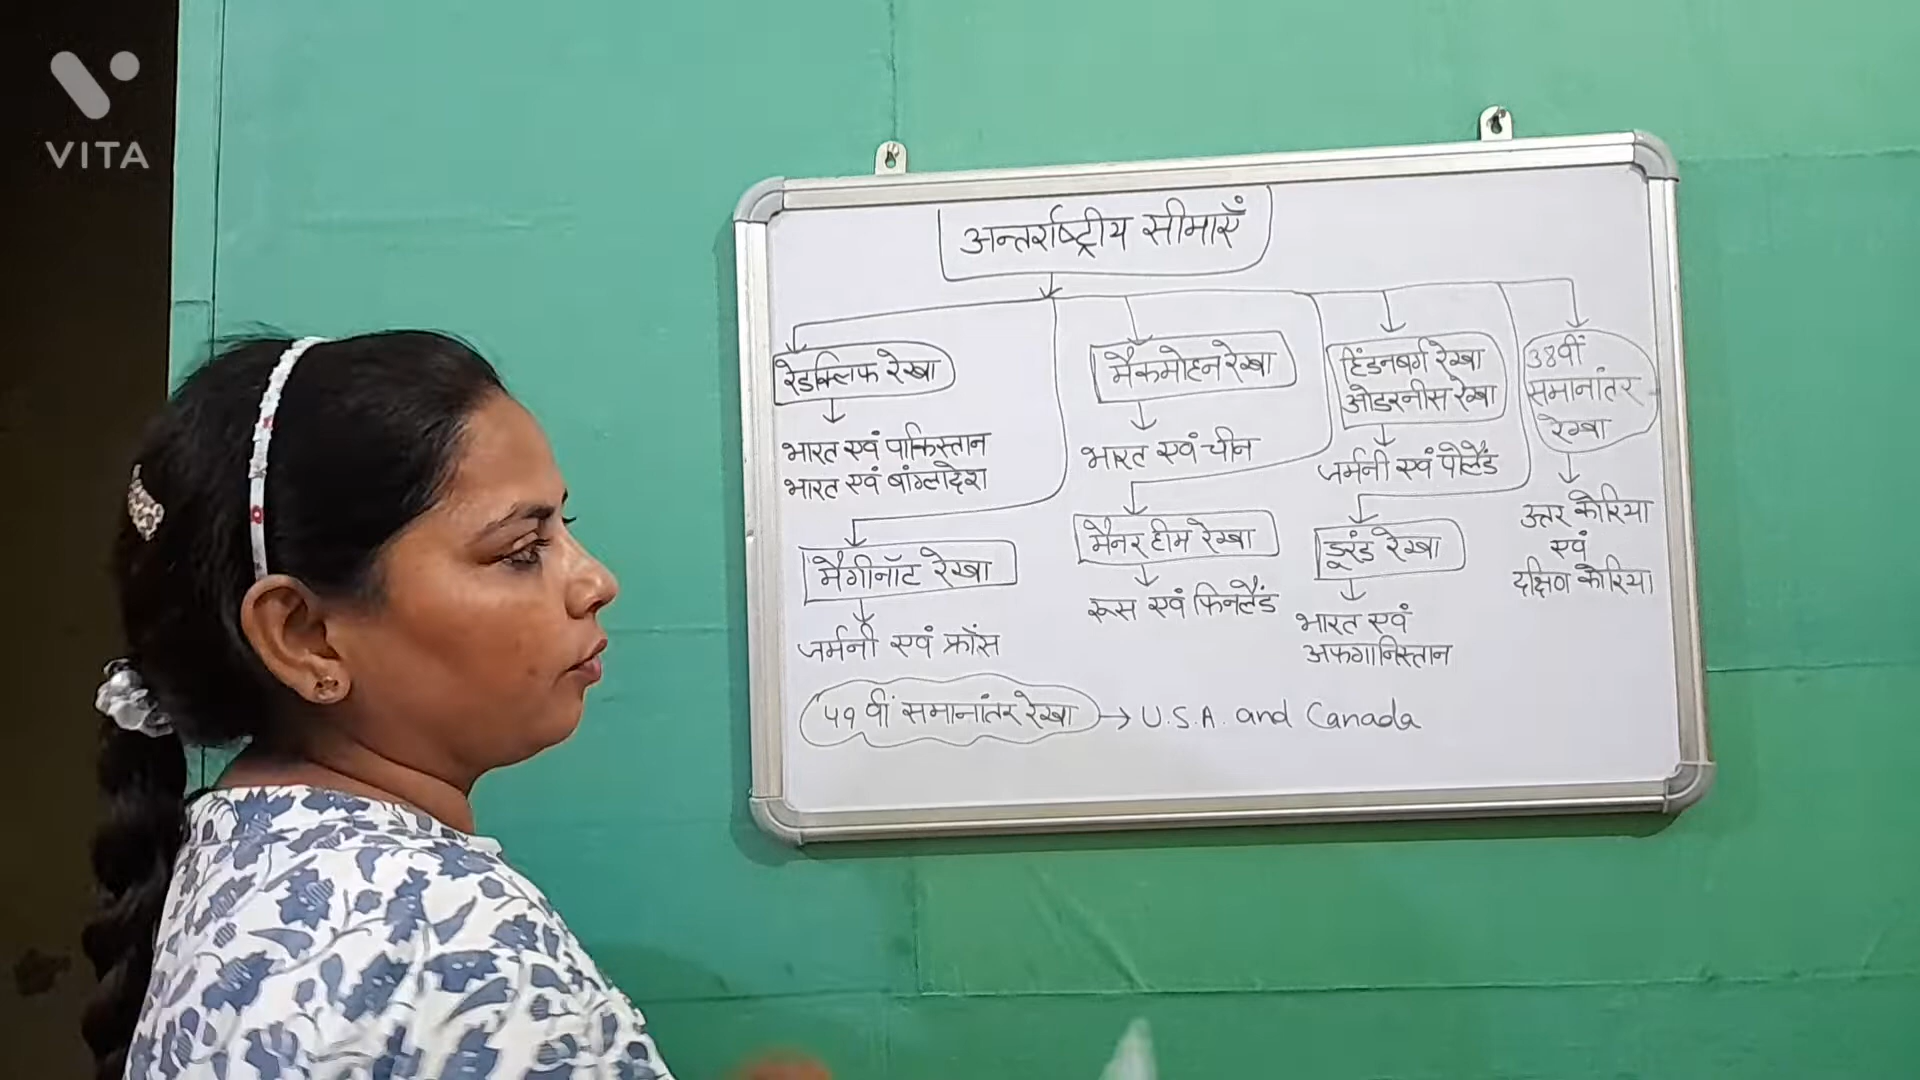 VITA
अन्तर्राष्ट्रीय सीमाएँ
रेडक्लिफ रेखा
भारत एवं पाकिस्तान
भारत एवं बांग्लादेश
मैकमोहन रेखा
भारत एवं चीन
हिंडनबर्ग रेखा
ओडरनीस रेखा
जर्मनी एवं पोलैंड
38वीं
समानांतर
रेखा
उत्तर कोरिया
एवं
दक्षिण कोरिया
मैगीनॉट रेखा
जर्मनी एवं फ्रॉंस
मैनर हीम रेखा
रूस एवं फिनलैंड
डूरंड रेखा
भारत एवं
अफगानिस्तान
49 वीं समानांतर रेखा → U.S.A. and Canada